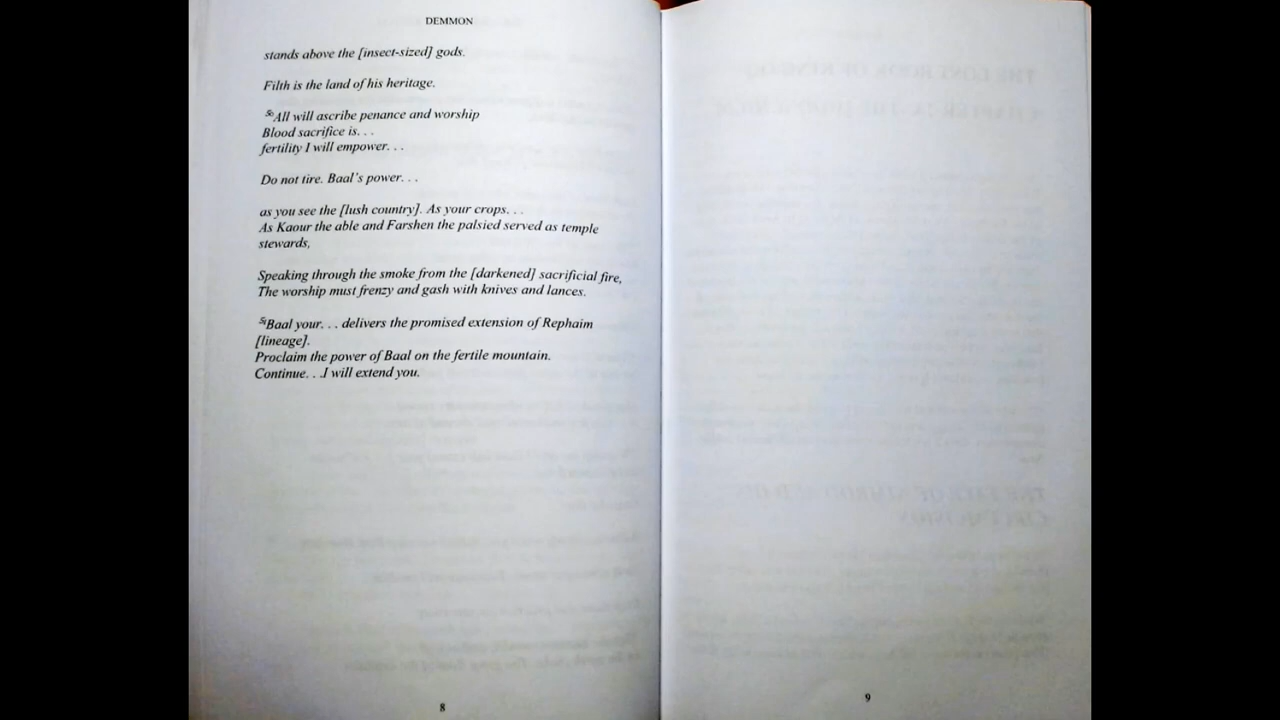 DEMMON
stands above the [insect-sized] gods.
Filth is the land of his heritage.
50All will ascribe penance and worship
Blood sacrifice is. . .
fertility I will empower. . .
Do not tire. Baal's power. . .
as you see the [lush country]. As your crops. . .
As Kaour the able and Farshen the palsied served as temple
stewards,
Speaking through the smoke from the [darkened] sacrificial fire,
The worship must frenzy and gash with knives and lances.
51Baal your. . . delivers the promised extension of Rephaim
[lineage].
Proclaim the power of Baal on the fertile mountain.
Continue. . .I will extend you.
8
9